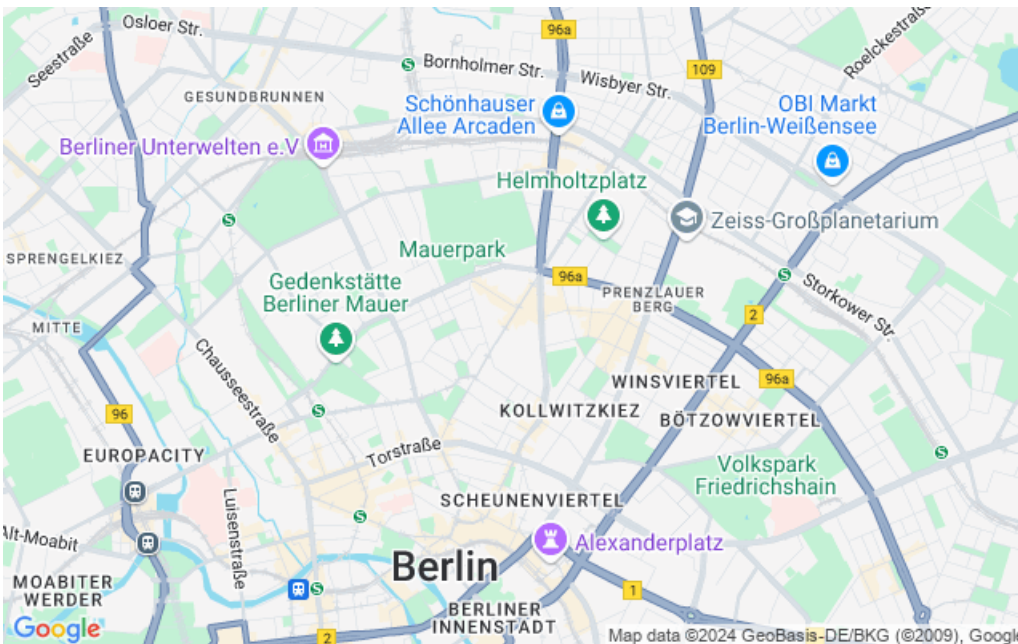 Osloer Str.
96a
Seestraße
Bornholmer Str.
Wisbyer Str.
109
Roelckestraße
GESUNDBRUNNEN
Schönhauser
Allee Arcaden
OBI Markt
Berlin-Weißensee
Berliner Unterwelten e.V
Helmholtzplatz
Zeiss-Großplanetarium
Mauerpark
SPRENGELKIEZ
Gedenkstätte
Berliner Mauer
96a
PRENZLAUER
BERG
Storkower Str.
MITTE
2
Chausseestraße
WINSVIERTEL
96a
96
KOLLWITZKIEZ
BÖTZOWVIERTEL
EUROPACITY
Torstraße
Volkspark
Friedrichshain
SCHEUNENVIERTEL
Luisenstraße
Alt-Moabit
Alexanderplatz
Berlin
MOABITER
WERDER
1
BERLINER
INNENSTADT
Google
2
Map data ©2024 GeoBasis-DE/BKG (©2009), Googl